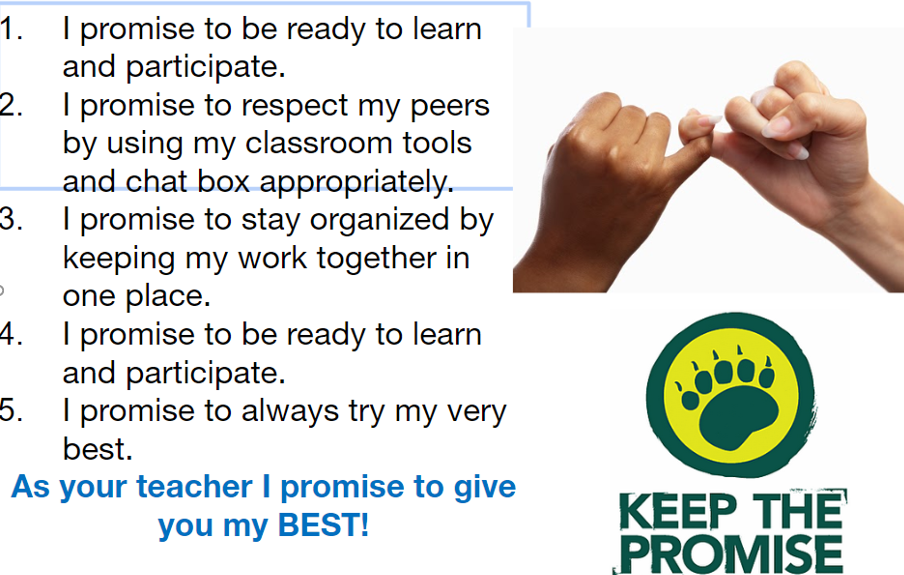 1. I promise to be ready to learn
and participate.
2. I promise to respect my peers
by using my classroom tools
and chat box appropriately.
3. I promise to stay organized by
keeping my work together in
one place.
4. I promise to be ready to learn
and participate.
5. I promise to always try my very
best.
As your teacher I promise to give
you my BEST!
KEEP THE
PROMISE